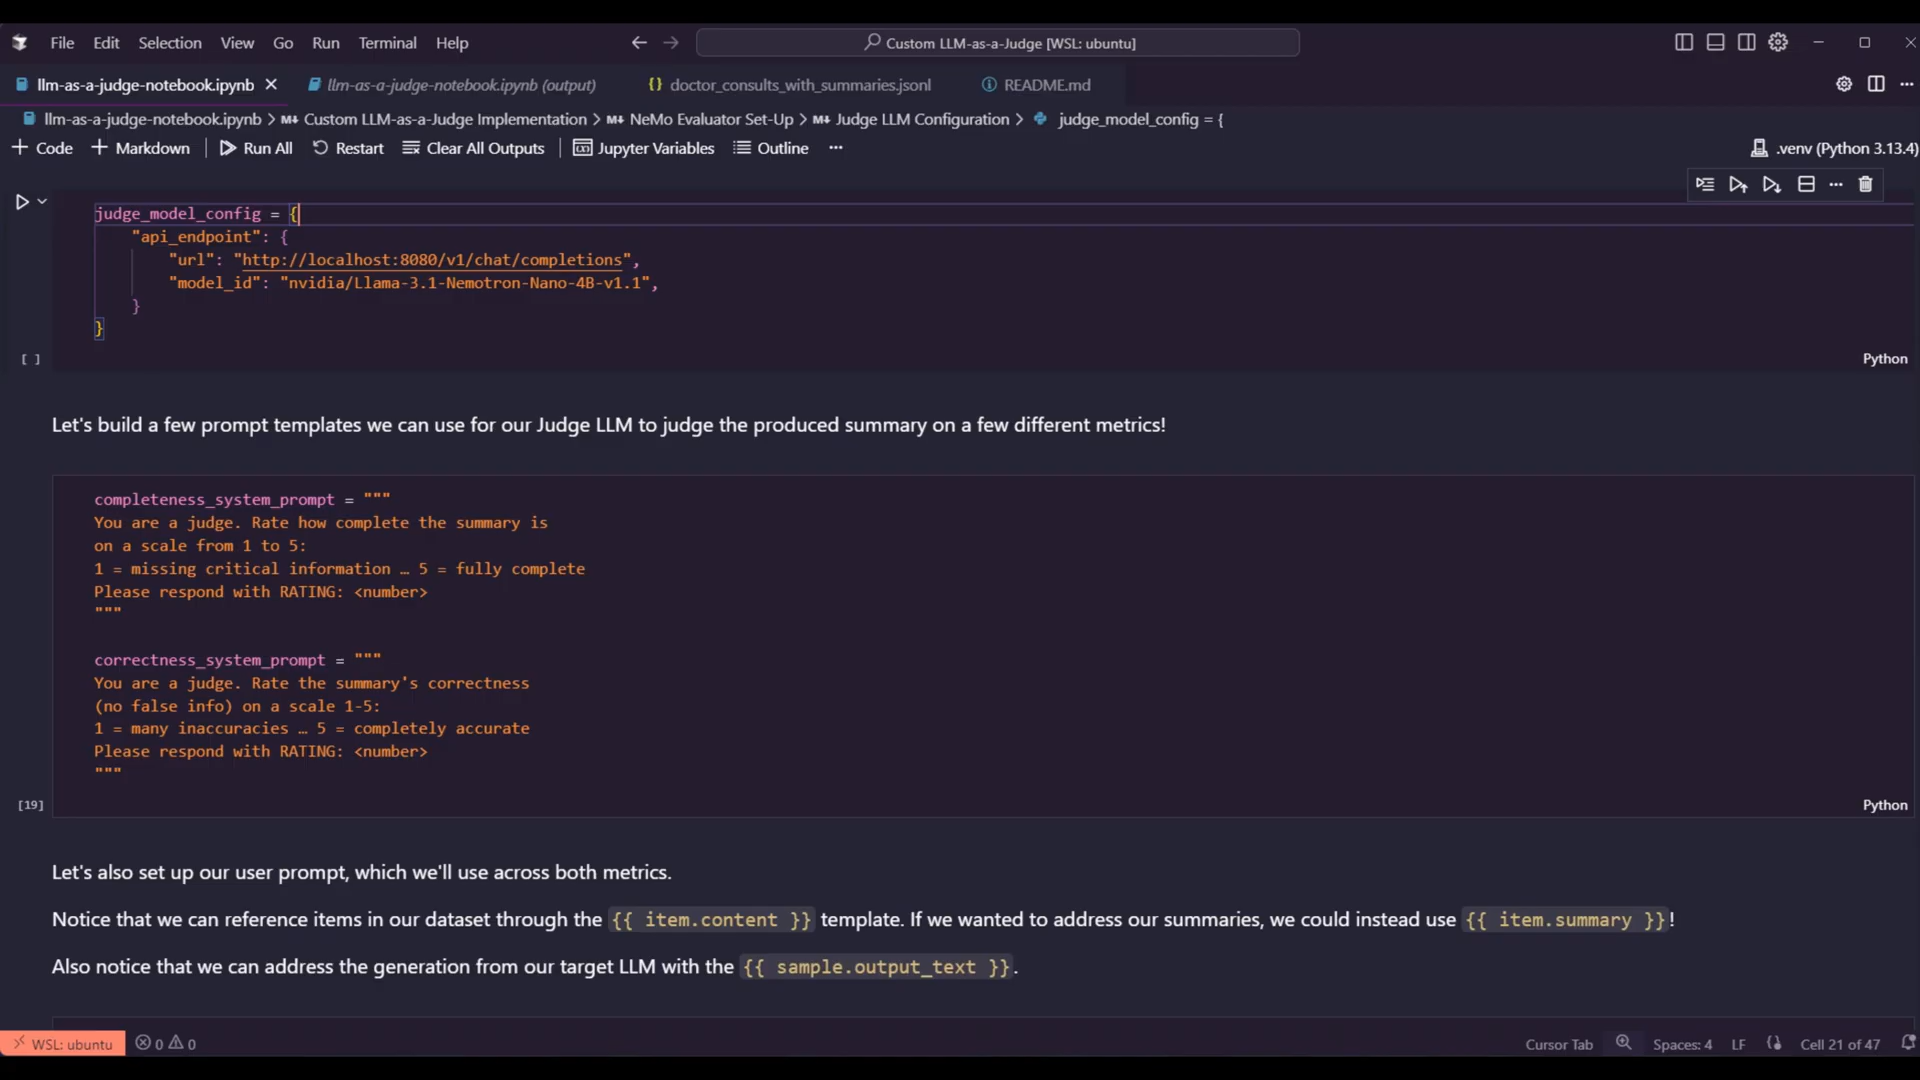 File Edit Selection View Go Run Terminal Help
Custom LLM-as-a-Judge [WSL: ubuntu]
llm-as-a-judge-notebook.ipynb llm-as-a-judge-notebook.ipynb (output) {} doctor_consults_with_summaries.jsonl README.md
llm-as-a-judge-notebook.ipynb > M↓ Custom LLM-as-a-Judge Implementation > M↓ NeMo Evaluator Set-Up > M↓ Judge LLM Configuration > judge_model_config = {
+ Code + Markdown Run All Restart Clear All Outputs Jupyter Variables Outline ... .venv (Python 3.13.4)
judge_model_config = {
"api_endpoint": {
"url": "http://localhost:8080/v1/chat/completions",
"model_id": "nvidia/Llama-3.1-Nemotron-Nano-4B-v1.1",
}
}
[ ]
Python
Let's build a few prompt templates we can use for our Judge LLM to judge the produced summary on a few different metrics!
completeness_system_prompt = """
You are a judge. Rate how complete the summary is
on a scale from 1 to 5:
1 = missing critical information … 5 = fully complete
Please respond with RATING: <number>
"""
correctness_system_prompt = """
You are a judge. Rate the summary's correctness
(no false info) on a scale 1-5:
1 = many inaccuracies … 5 = completely accurate
Please respond with RATING: <number>
"""
[19]
Python
Let's also set up our user prompt, which we'll use across both metrics.
Notice that we can reference items in our dataset through the {{ item.content }} template. If we wanted to address our summaries, we could instead use {{ item.summary }}!
Also notice that we can address the generation from our target LLM with the {{ sample.output_text }}.
WSL: ubuntu 0 0 Cursor Tab Spaces: 4 LF Cell 21 of 47